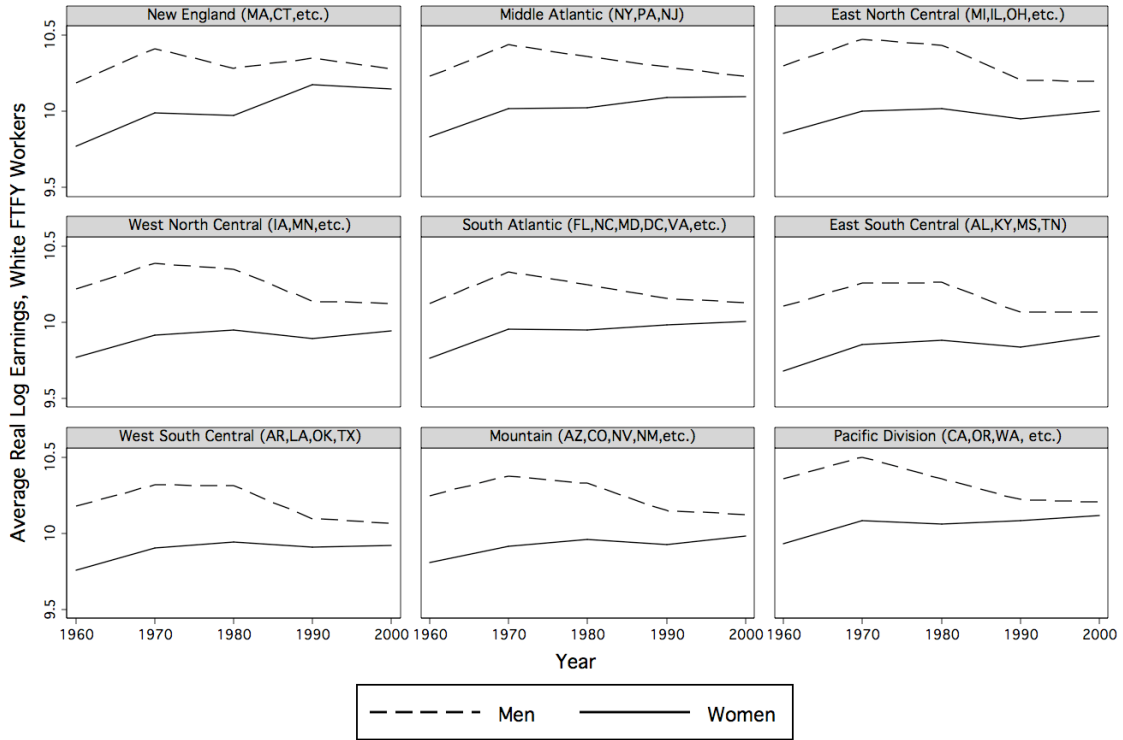 New England (MA,CT,etc.)
Middle Atlantic (NY,PA,NJ)
East North Central (MI,IL,OH,etc.)
10.5
10
9.5
West North Central (IA,MN,etc.)
South Atlantic (FL,NC,MD,DC,VA,etc.)
East South Central (AL,KY,MS,TN)
10.5
10
9.5
West South Central (AR,LA,OK,TX)
Mountain (AZ,CO,NV,NM,etc.)
Pacific Division (CA,OR,WA, etc.)
10.5
10
9.5
Average Real Log Earnings, White FTFY Workers
1960 1970 1980 1990 2000
1960 1970 1980 1990 2000
1960 1970 1980 1990 2000
Year
Men
Women